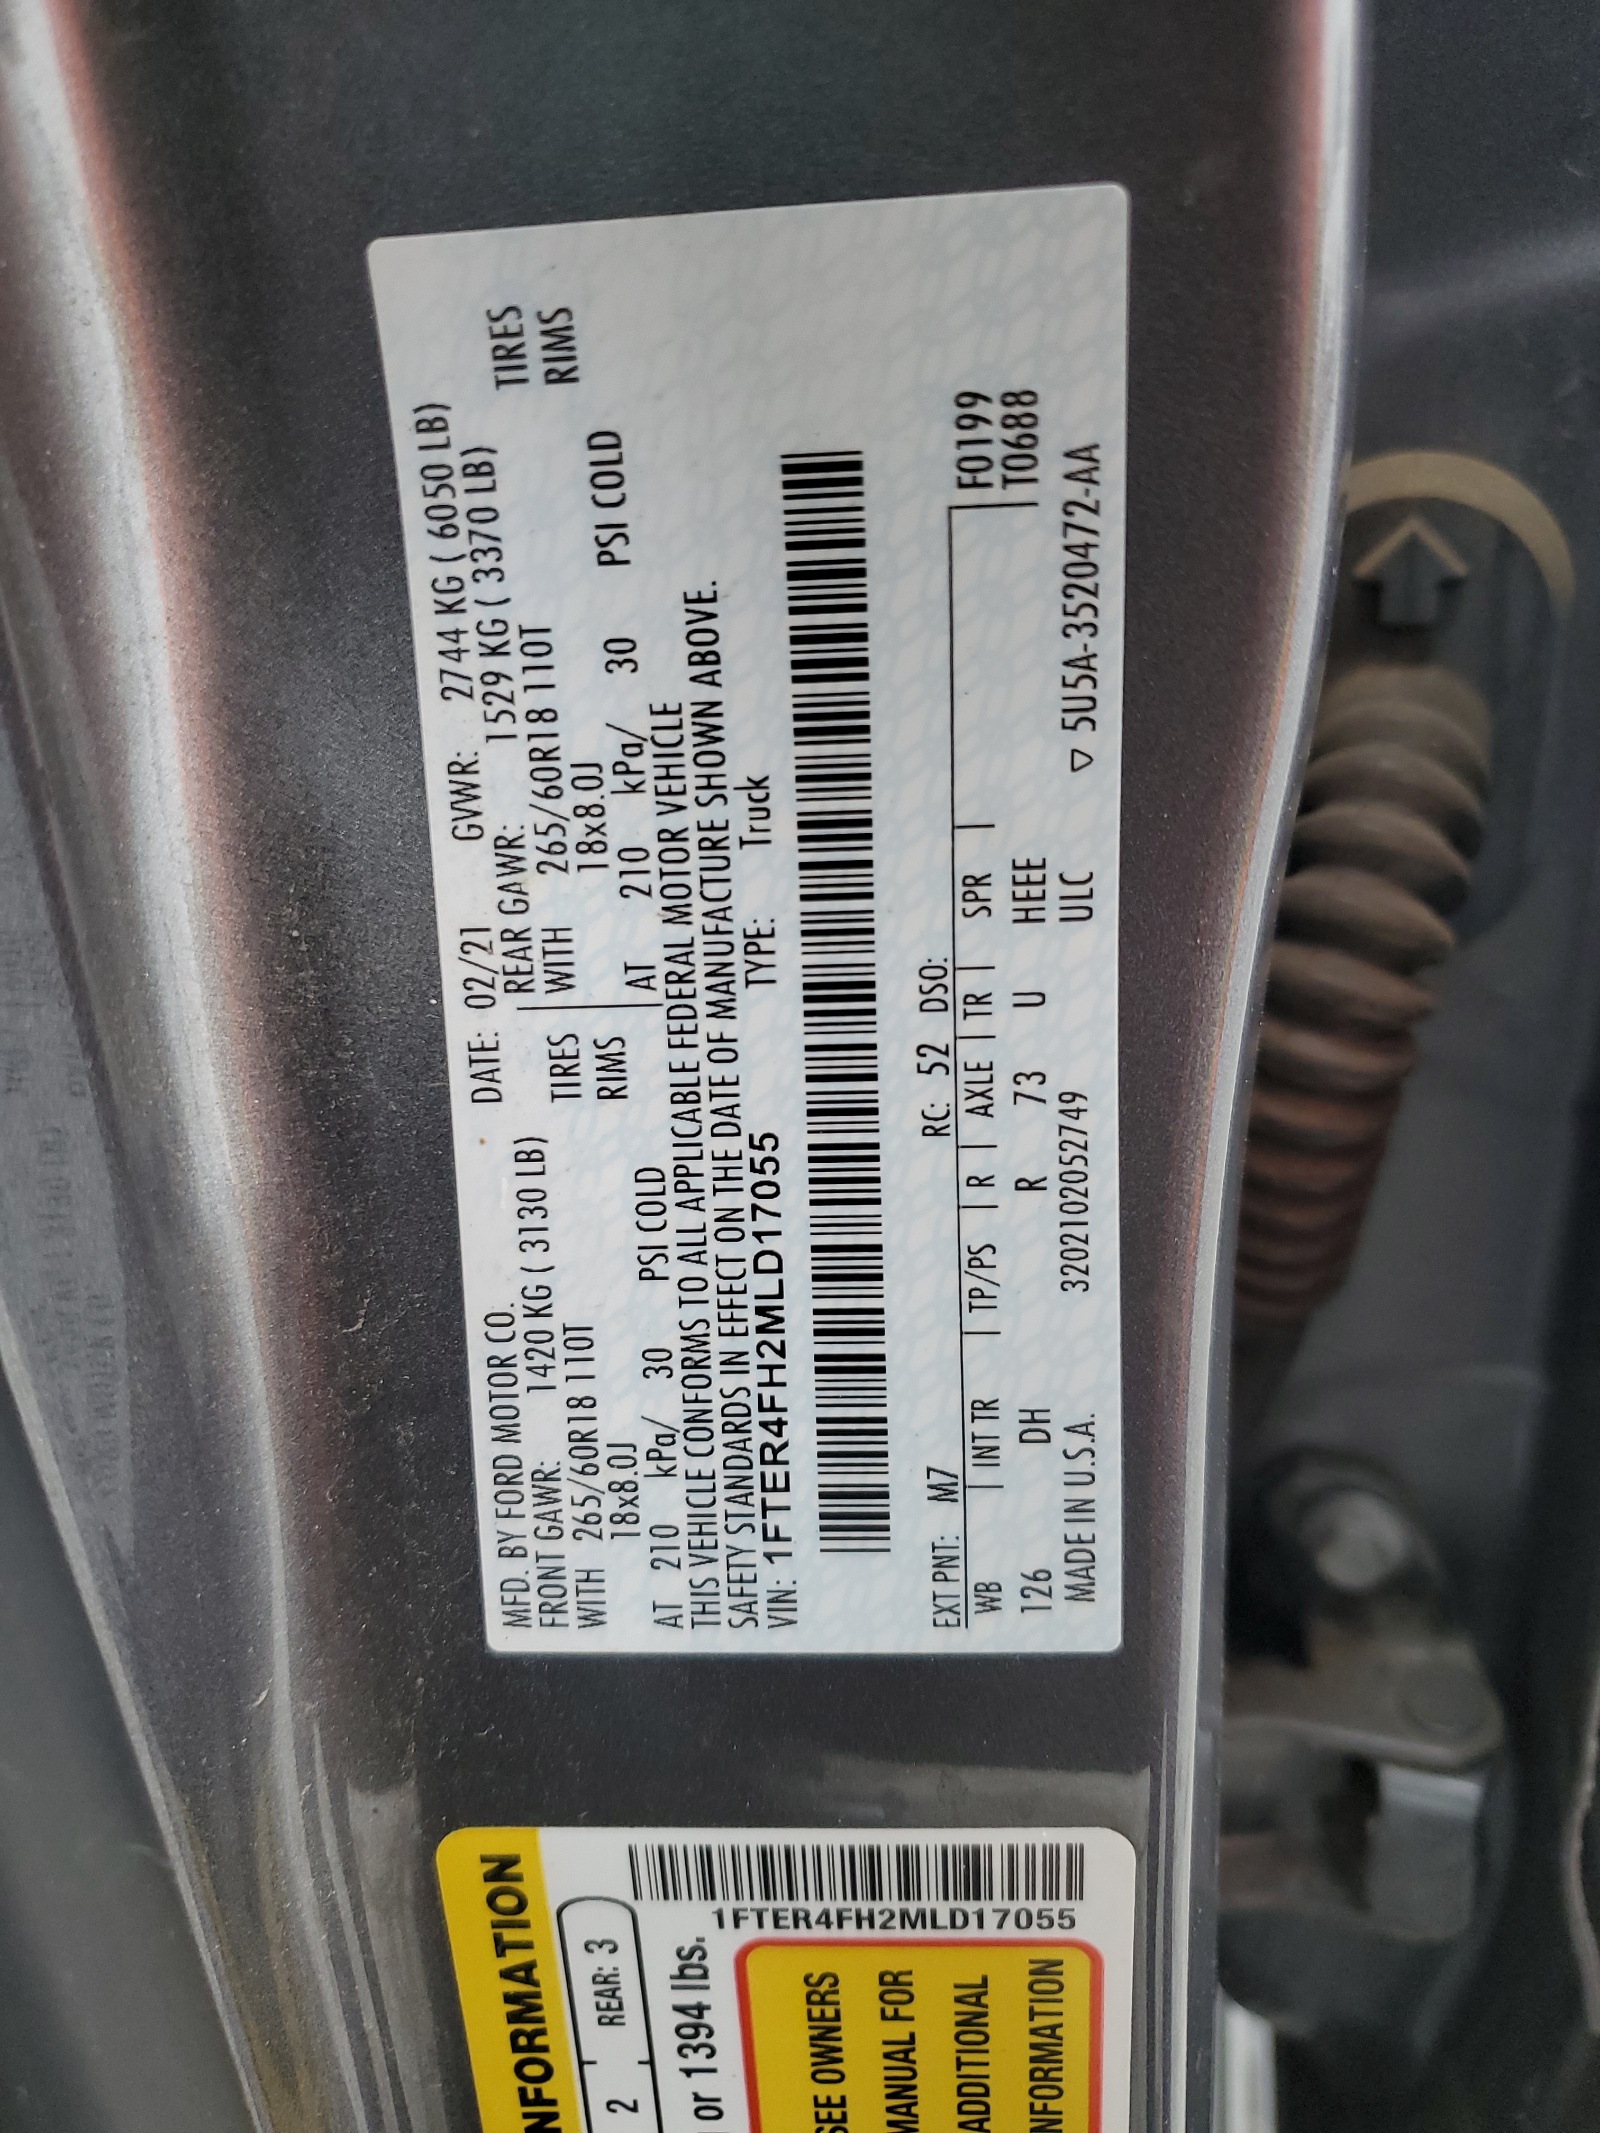 MFD. BY FORD MOTOR CO. DATE: 02/21 GVWR: 2744 KG ( 6050 LB)
FRONT GAWR: 1420 KG ( 3130 LB) REAR GAWR: 1529 KG ( 3370 LB)
WITH 265/60R18 110T TIRES WITH 265/60R18 110T TIRES
18x8.0J RIMS 18x8.0J RIMS
AT 210 kPa/ 30 PSI COLD AT 210 kPa/ 30 PSI COLD
THIS VEHICLE CONFORMS TO ALL APPLICABLE FEDERAL MOTOR VEHICLE
SAFETY STANDARDS IN EFFECT ON THE DATE OF MANUFACTURE SHOWN ABOVE.
VIN: 1FTER4FH2MLD17055 TYPE: Truck
EXT PNT: M7 RC: 52 DSO:
WB | INT TR | TP/PS | R | AXLE | TR | SPR | F0199
126 DH R 73 U HEEE T0688
MADE IN U.S.A. 3202102052749 ULC ▽ 5U5A-3520472-AA
NFORMATION
2 REAR: 3
or 1394 lbs.
1FTER4FH2MLD17055
SEE OWNERS
MANUAL FOR
ADDITIONAL
NFORMATION